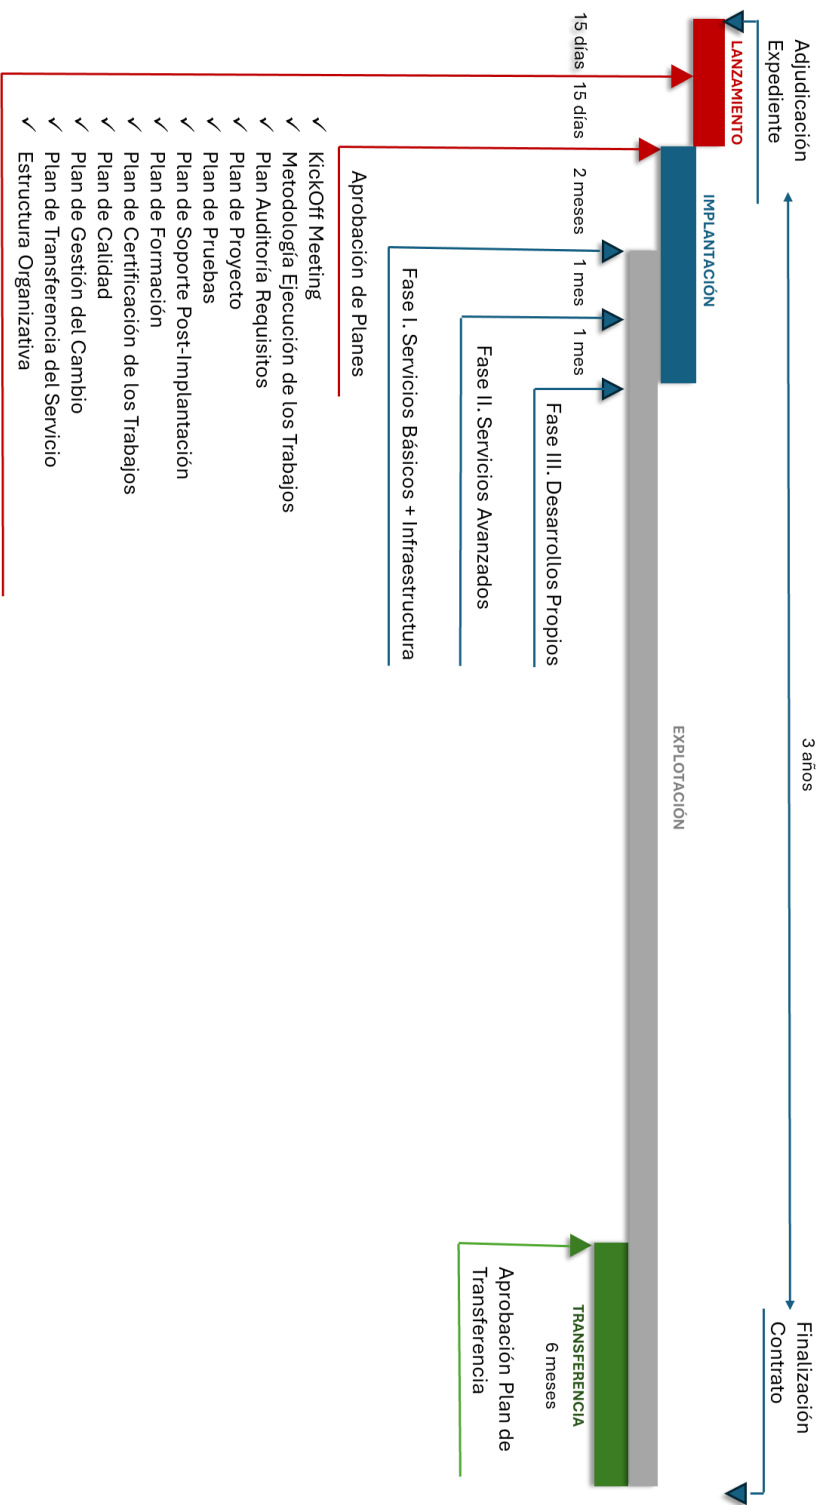 Adjudicación
Expediente
3 años
Finalización
Contrato
LANZAMIENTO
IMPLANTACIÓN
EXPLOTACIÓN
TRANSFERENCIA
6 meses
15 días
15 días
2 meses
1 mes
1 mes
Fase III. Desarrollos Propios
Fase II. Servicios Avanzados
Fase I. Servicios Básicos + Infraestructura
Aprobación de Planes
Aprobación Plan de
Transferencia
✓ KickOff Meeting
✓ Metodología Ejecución de los Trabajos
✓ Plan Auditoría Requisitos
✓ Plan de Proyecto
✓ Plan de Pruebas
✓ Plan de Soporte Post-Implantación
✓ Plan de Formación
✓ Plan de Certificación de los Trabajos
✓ Plan de Calidad
✓ Plan de Gestión del Cambio
✓ Plan de Transferencia del Servicio
✓ Estructura Organizativa